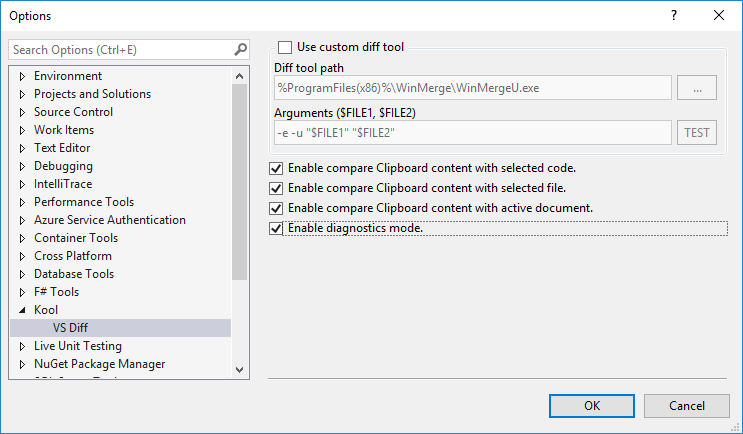 Options
?
Search Options (Ctrl+E)
Environment
Projects and Solutions
Source Control
Work Items
Text Editor
Debugging
IntelliTrace
Performance Tools
Azure Service Authentication
Container Tools
Cross Platform
Database Tools
F# Tools
Kool
VS Diff
Live Unit Testing
NuGet Package Manager
Use custom diff tool
Diff tool path
%ProgramFiles(x86)%\WinMerge\WinMergeU.exe
...
Arguments ($FILE1, $FILE2)
-e -u "$FILE1" "$FILE2"
TEST
Enable compare Clipboard content with selected code.
Enable compare Clipboard content with selected file.
Enable compare Clipboard content with active document.
Enable diagnostics mode.
OK
Cancel